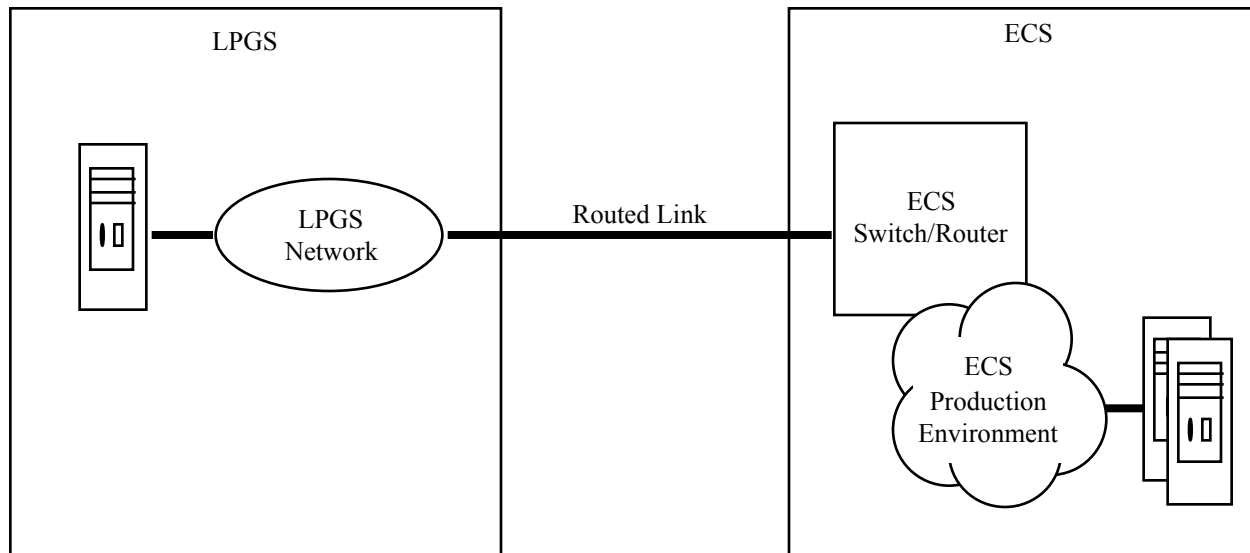 LPGS
ECS
LPGS
Network
Routed Link
ECS
Switch/Router
ECS
Production
Environment